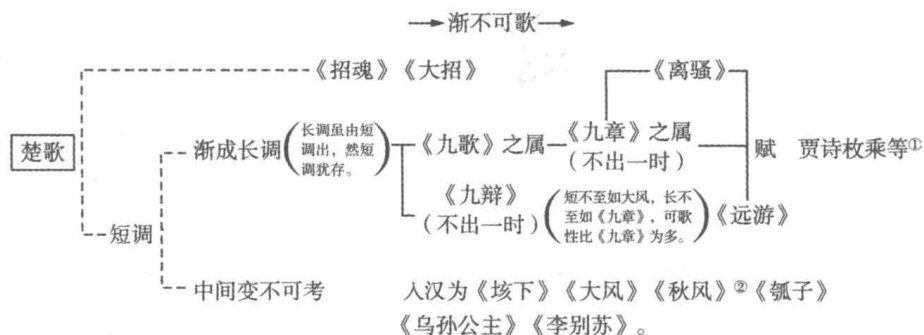 渐不可歌
《招魂》《大招》
《离骚》
楚歌
渐成长调
长调虽由短
调出,然短
调犹存。
《九歌》之属
《九章》之属
(不出一时)
赋 贾诗枚乘等①
《九辩》
(不出一时)
短不至如大风,长不
至如《九章》,可歌
性比《九章》为多。
《远游》
短调
中间变不可考
入汉为《垓下》《大风》《秋风》②《瓠子》
《乌孙公主》《李别苏》。